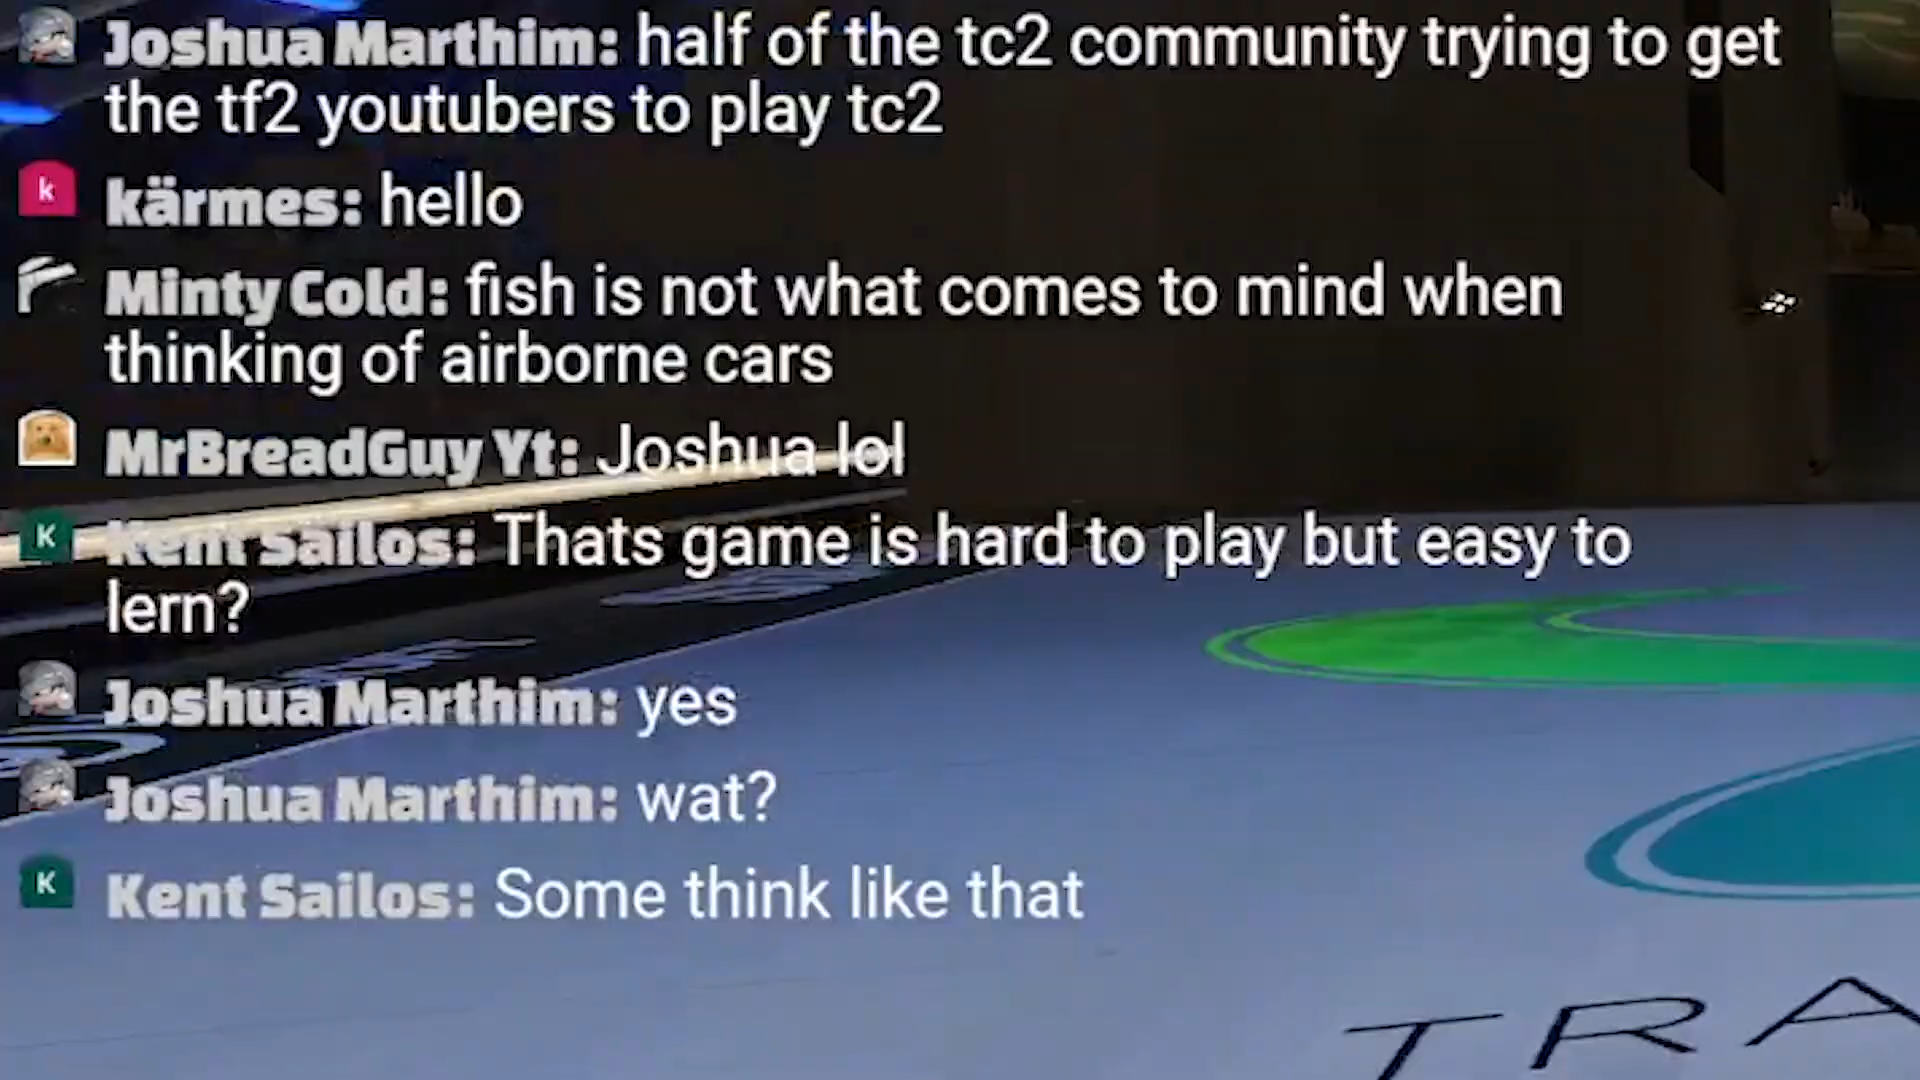 Joshua Marthim: half of the tc2 community trying to get
the tf2 youtubers to play tc2
k
kärmes: hello
Minty Cold: fish is not what comes to mind when
thinking of airborne cars
MrBreadGuy Yt: Joshua lol
K
Kent Sailos: Thats game is hard to play but easy to
lern?
Joshua Marthim: yes
Joshua Marthim: wat?
K
Kent Sailos: Some think like that
TRA